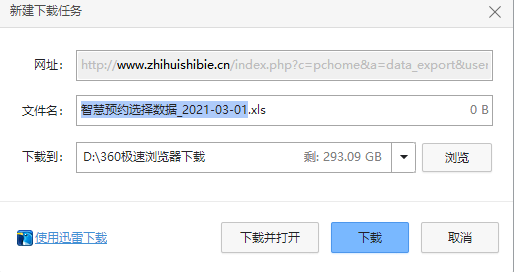 新建下载任务
网址: http://www.zhihuishibie.cn/index.php?c=pchome&a=data_export&user
文件名: 智慧预约选择数据_2021-03-01.xls 0 B
下载到: D:\360极速浏览器下载 剩: 293.09 GB 浏览
使用迅雷下载 下载并打开 下载 取消